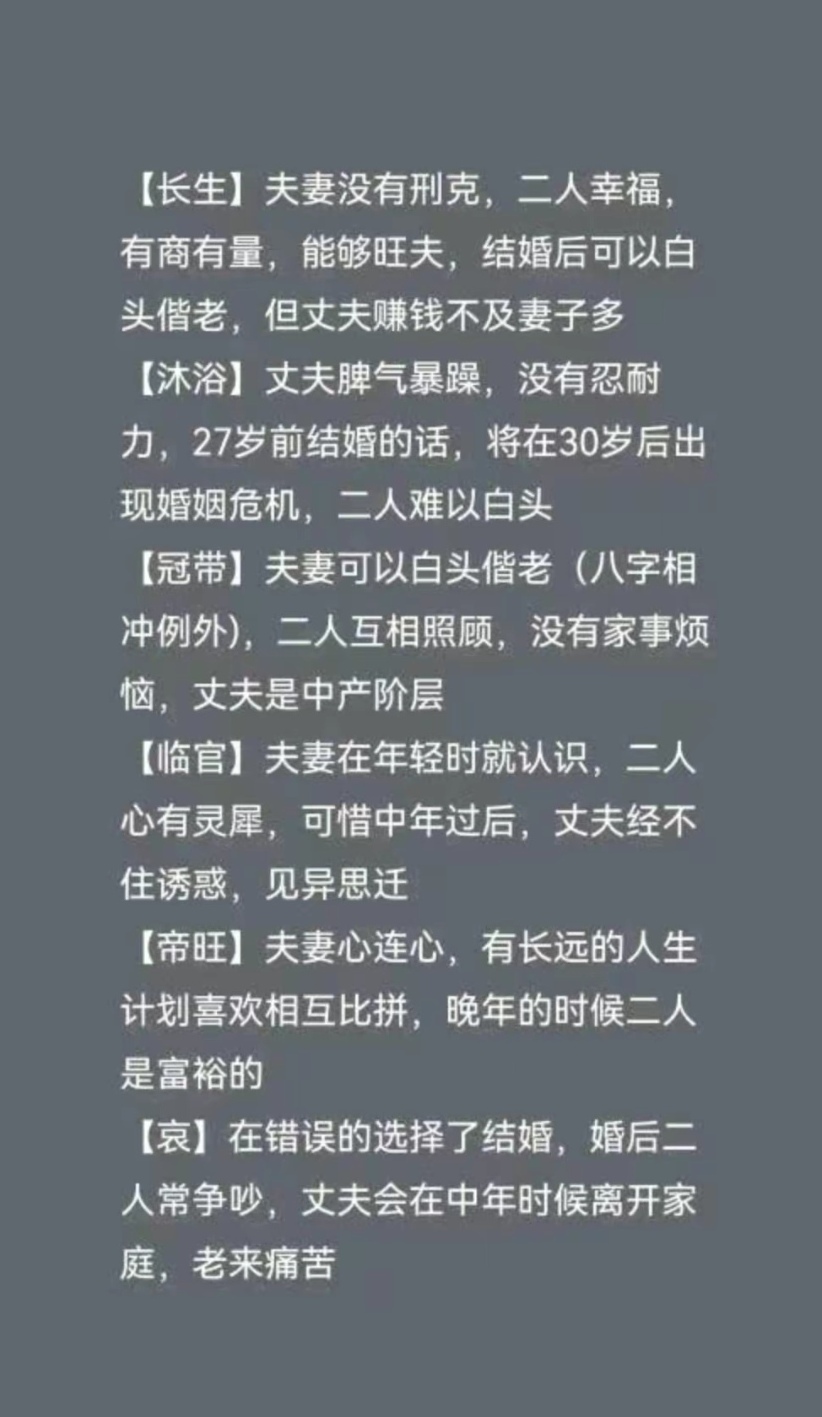 【长生】夫妻没有刑克，二人幸福，
有商有量，能够旺夫，结婚后可以白
头偕老，但丈夫赚钱不及妻子多
【沐浴】丈夫脾气暴躁，没有忍耐
力，27岁前结婚的话，将在30岁后出
现婚姻危机，二人难以白头
【冠带】夫妻可以白头偕老（八字相
冲例外)，二人互相照顾，没有家事烦
恼，丈夫是中产阶层
【临官】夫妻在年轻时就认识，二人
心有灵犀，可惜中年过后，丈夫经不
住诱惑，见异思迁
【帝旺】夫妻心连心，有长远的人生
计划喜欢相互比拼，晚年的时候二人
是富裕的
【哀】在错误的选择了结婚，婚后二
人常争吵，丈夫会在中年时候离开家
庭，老来痛苦